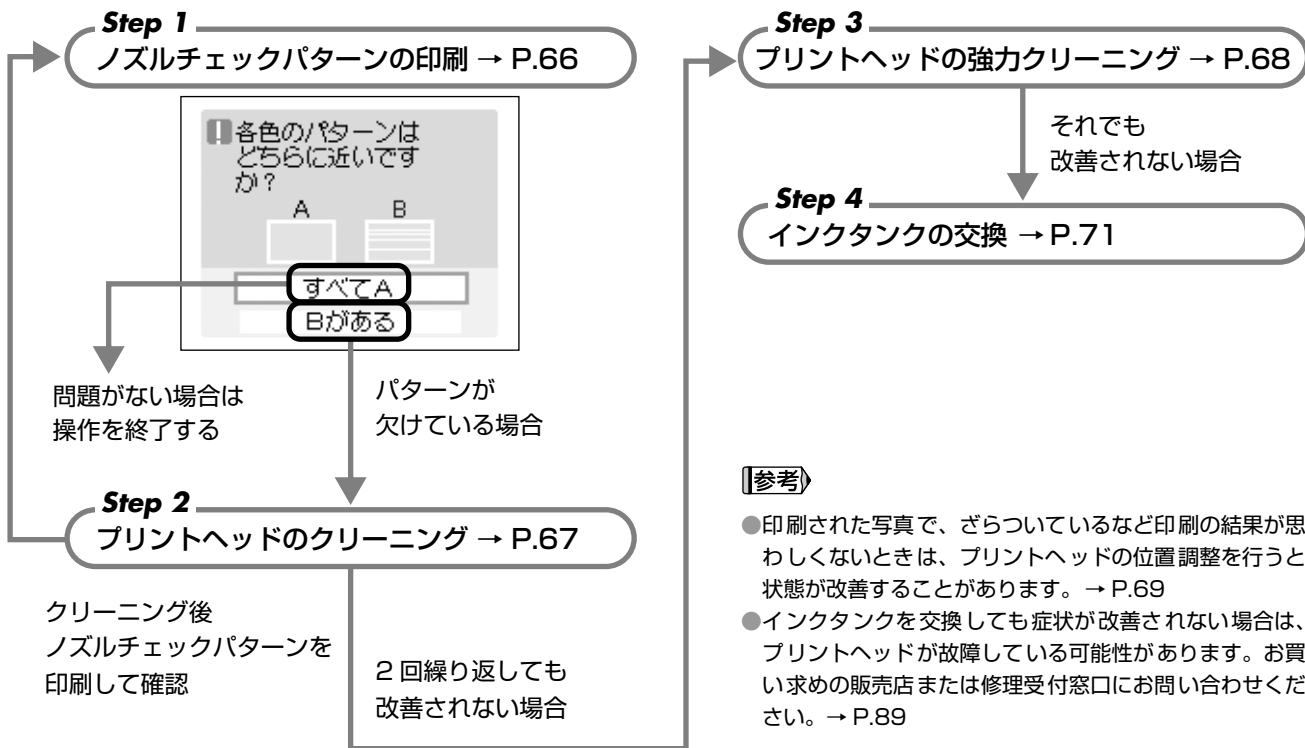 Step 1
ノズルチェックパターンの印刷 → P.66
各色のパターンは
どちらに近いです
か?
A B
すべてA
Bがある
問題がない場合は
操作を終了する
パターンが
欠けている場合
Step 2
プリントヘッドのクリーニング → P.67
クリーニング後
ノズルチェックパターンを
印刷して確認
2 回繰り返しても
改善されない場合
Step 3
プリントヘッドの強力クリーニング → P.68
それでも
改善されない場合
Step 4
インクタンクの交換 → P.71
参考
●印刷された写真で、ざらついているなど印刷の結果が思
わしくないときは、プリントヘッドの位置調整を行うと
状態が改善することがあります。→ P.69
●インクタンクを交換しても症状が改善されない場合は、
プリントヘッドが故障している可能性があります。お買
い求めの販売店または修理受付窓口にお問い合わせくだ
さい。→ P.89